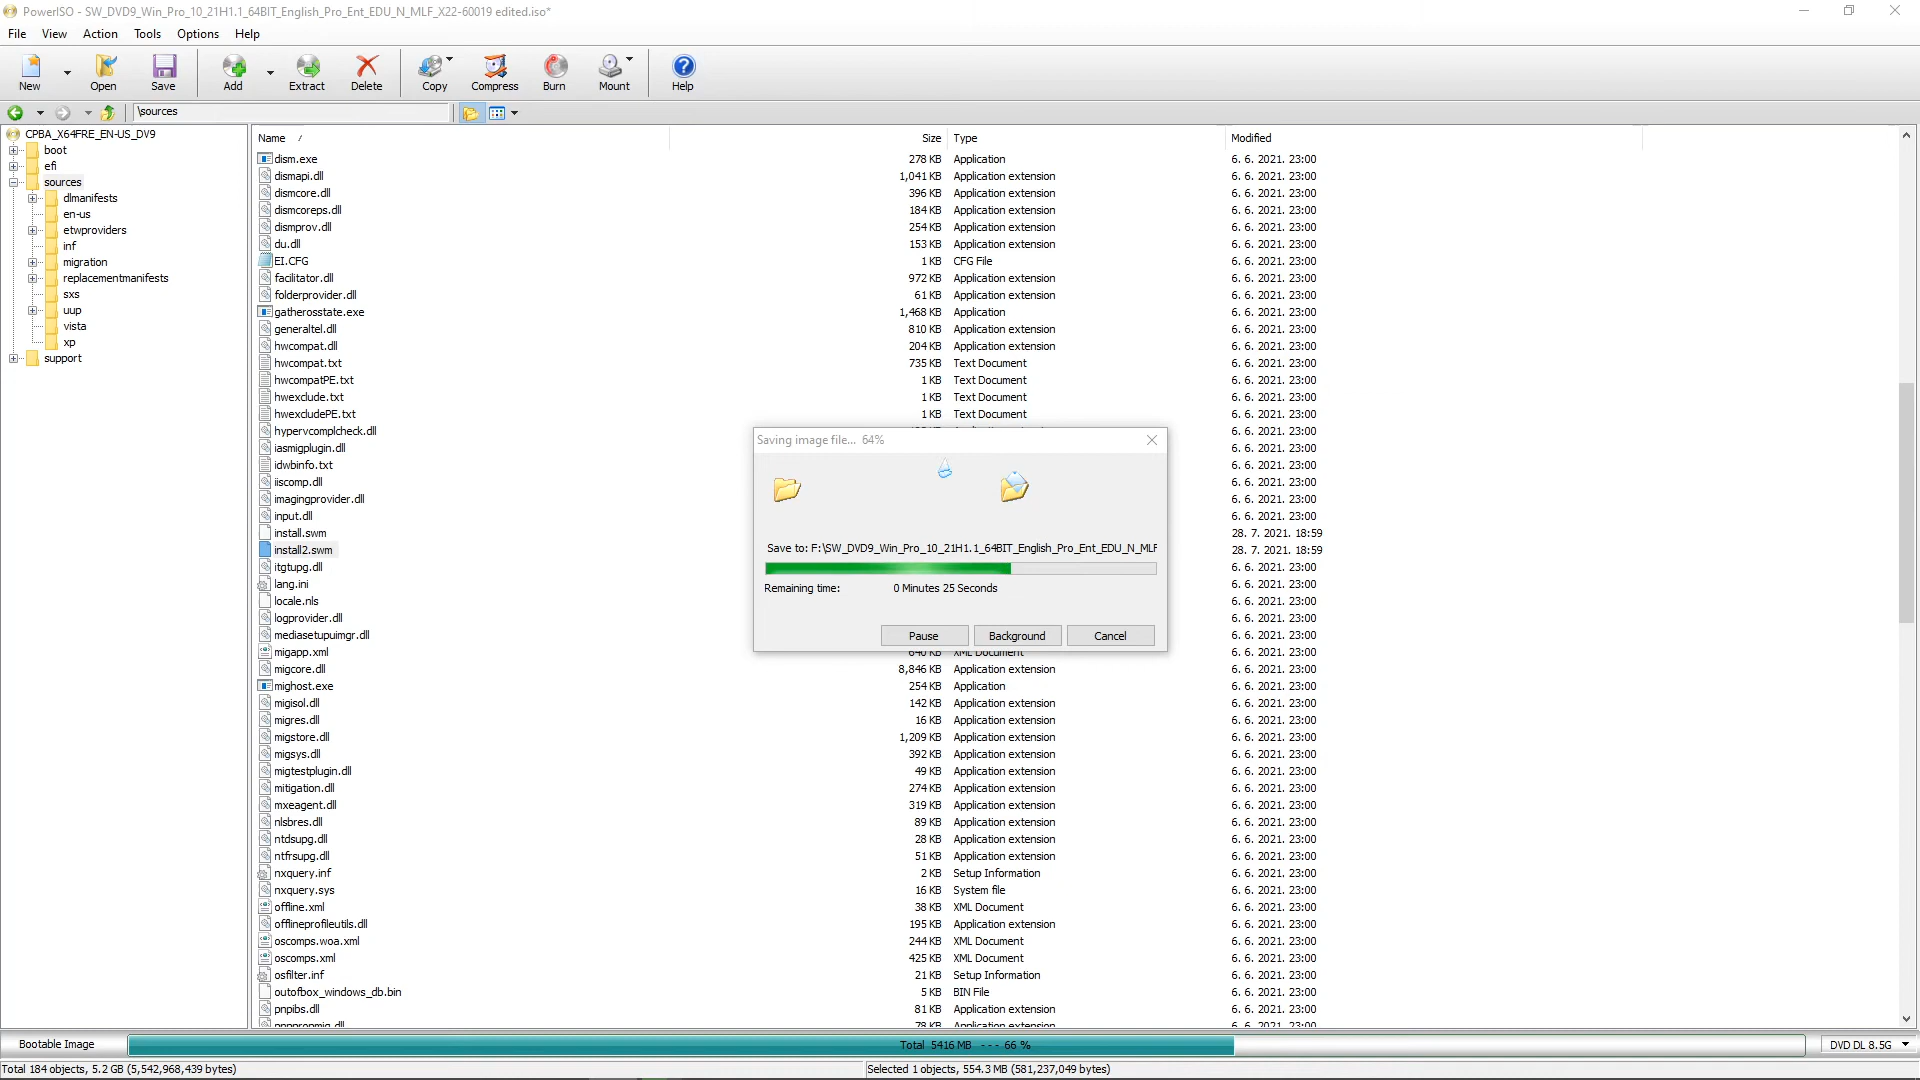 PowerISO - SW_DVD9_Win_Pro_10_21H1.1_64BIT_English_Pro_Ent_EDU_N_MLF_X22-60019 edited.iso*
File View Action Tools Options Help
New Open Save Add Extract Delete Copy Compress Burn Mount Help
\sources
CPBA_X64FRE_EN-US_DV9
boot
efi
sources
dlmanifests
en-us
etwproviders
inf
migration
replacementmanifests
sxs
uup
vista
xp
support
Name Size Type Modified
dism.exe 278 KB Application 6. 6. 2021. 23:00
dismapi.dll 1,041 KB Application extension 6. 6. 2021. 23:00
dismcore.dll 396 KB Application extension 6. 6. 2021. 23:00
dismcoreps.dll 184 KB Application extension 6. 6. 2021. 23:00
dismprov.dll 254 KB Application extension 6. 6. 2021. 23:00
du.dll 153 KB Application extension 6. 6. 2021. 23:00
EI.CFG 1 KB CFG File 6. 6. 2021. 23:00
facilitator.dll 972 KB Application extension 6. 6. 2021. 23:00
folderprovider.dll 61 KB Application extension 6. 6. 2021. 23:00
gatherosstate.exe 1,468 KB Application 6. 6. 2021. 23:00
generaltel.dll 810 KB Application extension 6. 6. 2021. 23:00
hwcompat.dll 204 KB Application extension 6. 6. 2021. 23:00
hwcompat.txt 735 KB Text Document 6. 6. 2021. 23:00
hwcompatPE.txt 1 KB Text Document 6. 6. 2021. 23:00
hwexclude.txt 1 KB Text Document 6. 6. 2021. 23:00
hwexcludePE.txt 1 KB Text Document 6. 6. 2021. 23:00
hypervcomplcheck.dll 6. 6. 2021. 23:00
iasmigplugin.dll 6. 6. 2021. 23:00
idwbinfo.txt 6. 6. 2021. 23:00
iiscomp.dll 6. 6. 2021. 23:00
imagingprovider.dll 6. 6. 2021. 23:00
input.dll 6. 6. 2021. 23:00
install.swm 28. 7. 2021. 18:59
install2.swm 28. 7. 2021. 18:59
itgtupg.dll 6. 6. 2021. 23:00
lang.ini 6. 6. 2021. 23:00
locale.nls 6. 6. 2021. 23:00
logprovider.dll 6. 6. 2021. 23:00
mediasetupuimgr.dll 6. 6. 2021. 23:00
migapp.xml 640 KB XML Document 6. 6. 2021. 23:00
migcore.dll 8,846 KB Application extension 6. 6. 2021. 23:00
mighost.exe 254 KB Application 6. 6. 2021. 23:00
migisol.dll 142 KB Application extension 6. 6. 2021. 23:00
migres.dll 16 KB Application extension 6. 6. 2021. 23:00
migstore.dll 1,209 KB Application extension 6. 6. 2021. 23:00
migsys.dll 392 KB Application extension 6. 6. 2021. 23:00
migtestplugin.dll 49 KB Application extension 6. 6. 2021. 23:00
mitigation.dll 274 KB Application extension 6. 6. 2021. 23:00
mxeagent.dll 319 KB Application extension 6. 6. 2021. 23:00
nlsbres.dll 89 KB Application extension 6. 6. 2021. 23:00
ntdsupg.dll 28 KB Application extension 6. 6. 2021. 23:00
ntfrsupg.dll 51 KB Application extension 6. 6. 2021. 23:00
nxquery.inf 2 KB Setup Information 6. 6. 2021. 23:00
nxquery.sys 16 KB System file 6. 6. 2021. 23:00
offline.xml 38 KB XML Document 6. 6. 2021. 23:00
offlineprofileutils.dll 195 KB Application extension 6. 6. 2021. 23:00
oscomps.woa.xml 244 KB XML Document 6. 6. 2021. 23:00
oscomps.xml 425 KB XML Document 6. 6. 2021. 23:00
osfilter.inf 21 KB Setup Information 6. 6. 2021. 23:00
outofbox_windows_db.bin 5 KB BIN File 6. 6. 2021. 23:00
pnpibs.dll 81 KB Application extension 6. 6. 2021. 23:00
78 KB Application extension 6. 6. 2021. 23:00
Saving image file... 64%
Save to: F:\SW_DVD9_Win_Pro_10_21H1.1_64BIT_English_Pro_Ent_EDU_N_MLF
Remaining time: 0 Minutes 25 Seconds
Pause Background Cancel
Bootable Image Total 5416 MB --- 66 % DVD DL 8.5G
Total 184 objects, 5.2 GB (5,542,968,439 bytes) Selected 1 objects, 554.3 MB (581,237,049 bytes)